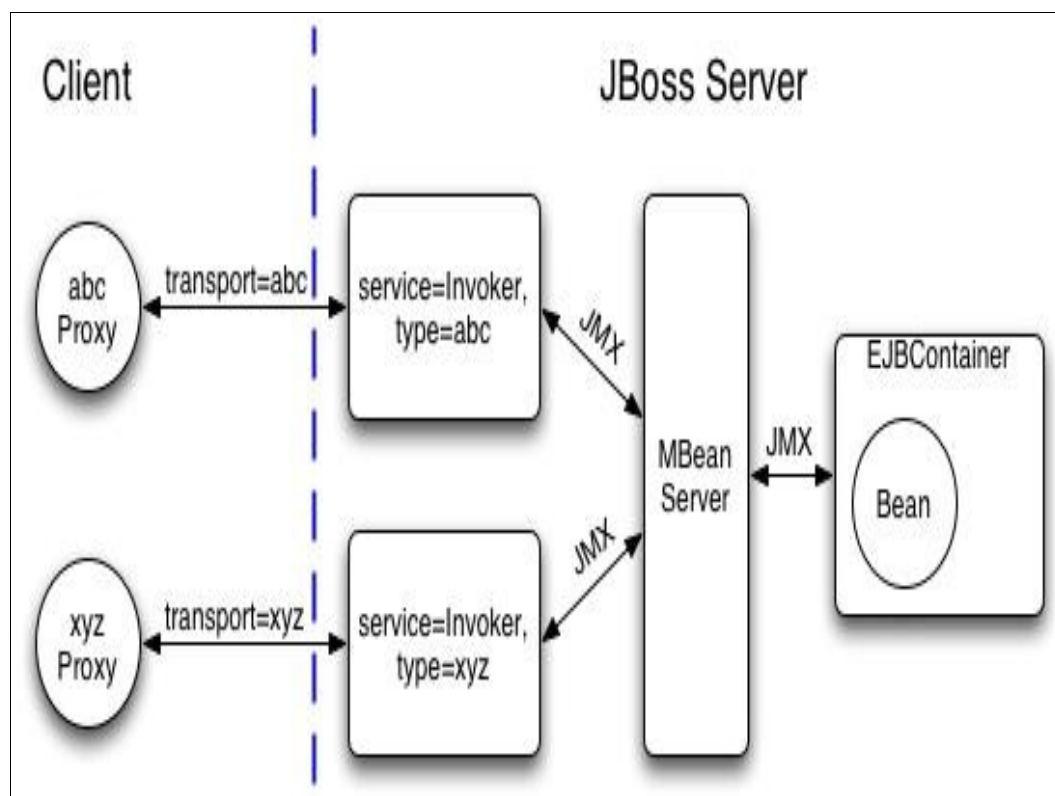 Client
JBoss Server
abc
Proxy
transport=abc
service=Invoker,
type=abc
JMX
MBean
Server
JMX
EJBContainer
Bean
xyz
Proxy
transport=xyz
service=Invoker,
type=xyz
JMX